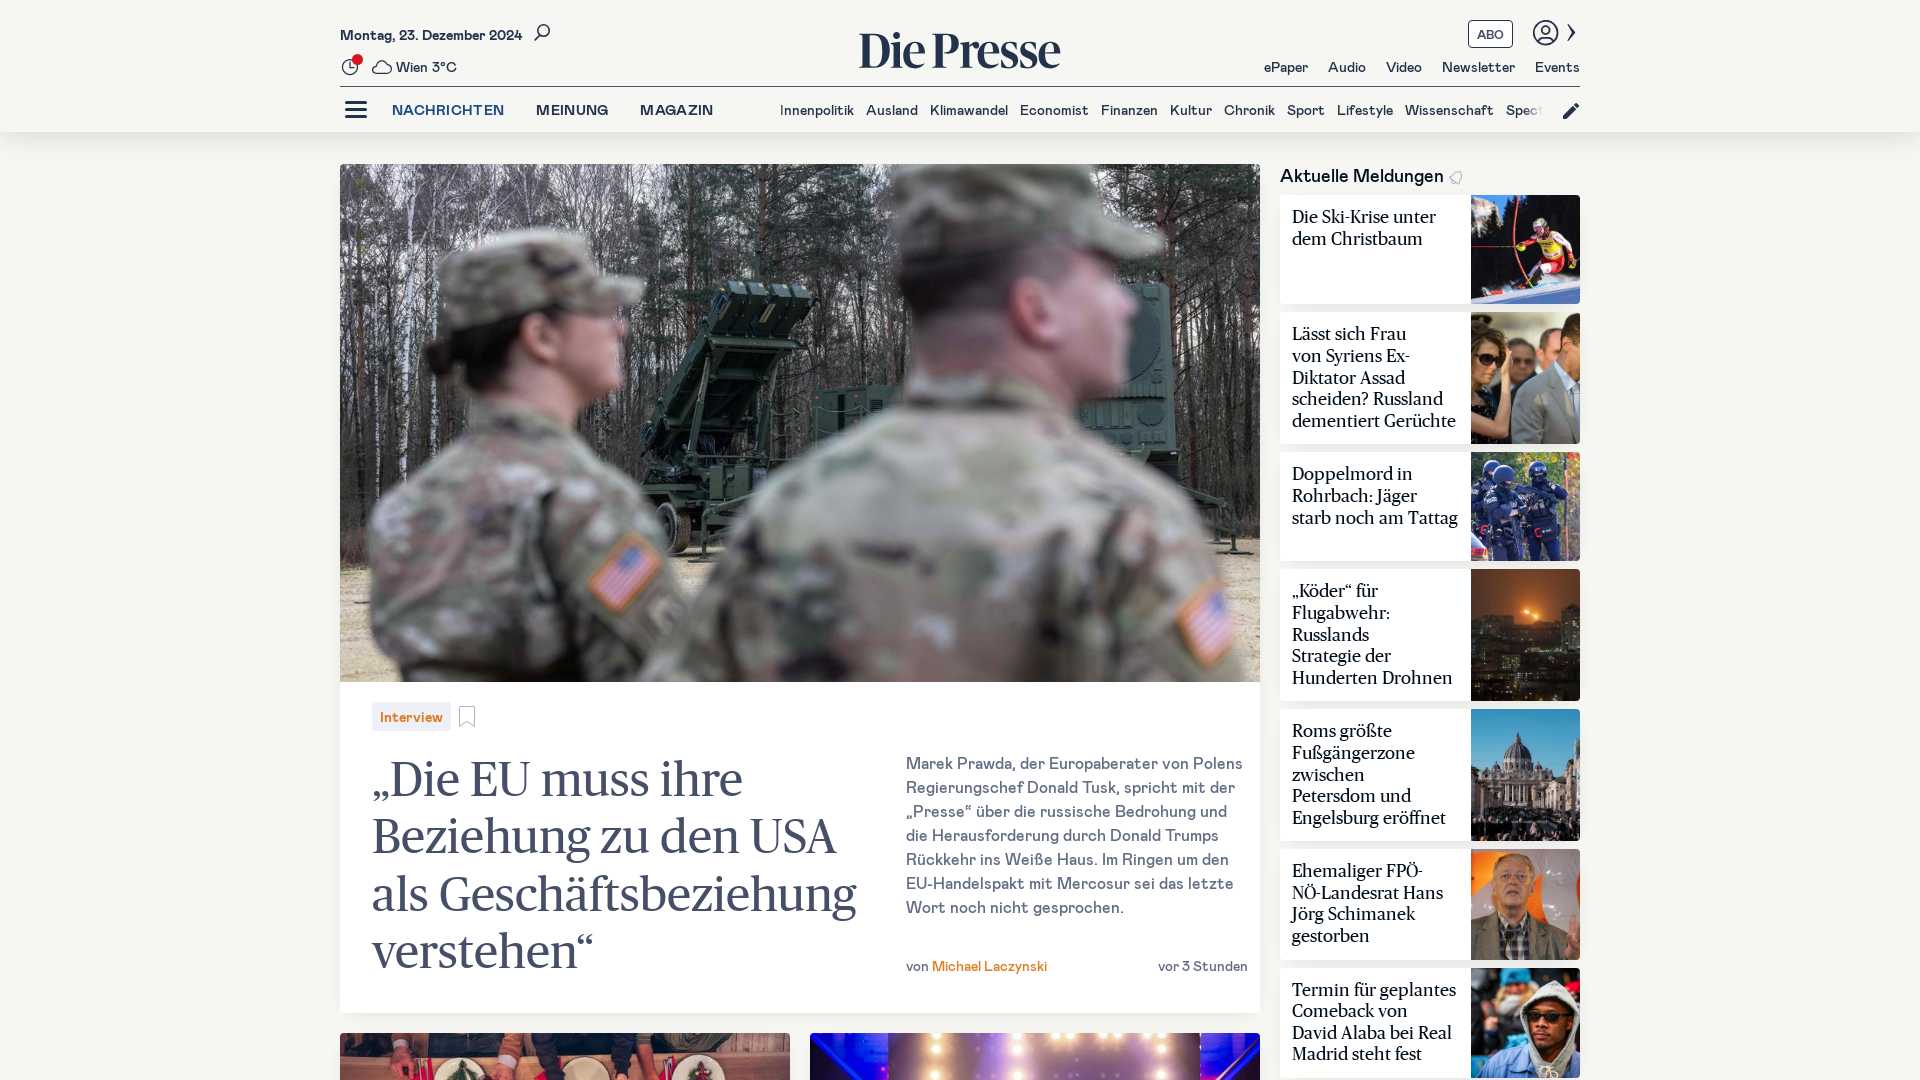 Montag, 23. Dezember 2024
Wien 3°C
Die Presse
ABO
ePaper Audio Video Newsletter Events
NACHRICHTEN MEINUNG MAGAZIN
Innenpolitik Ausland Klimawandel Economist Finanzen Kultur Chronik Sport Lifestyle Wissenschaft Spect
Interview
„Die EU muss ihre
Beziehung zu den USA
als Geschäftsbeziehung
verstehen“
Marek Prawda, der Europaberater von Polens
Regierungschef Donald Tusk, spricht mit der
„Presse“ über die russische Bedrohung und
die Herausforderung durch Donald Trumps
Rückkehr ins Weiße Haus. Im Ringen um den
EU-Handelspakt mit Mercosur sei das letzte
Wort noch nicht gesprochen.
von Michael Laczynski
vor 3 Stunden
Aktuelle Meldungen
Die Ski-Krise unter
dem Christbaum
Lässt sich Frau
von Syriens Ex-
Diktator Assad
scheiden? Russland
dementiert Gerüchte
Doppelmord in
Rohrbach: Jäger
starb noch am Tattag
„Köder“ für
Flugabwehr:
Russlands
Strategie der
Hunderten Drohnen
Roms größte
Fußgängerzone
zwischen
Petersdom und
Engelsburg eröffnet
Ehemaliger FPÖ-
NÖ-Landesrat Hans
Jörg Schimanek
gestorben
Termin für geplantes
Comeback von
David Alaba bei Real
Madrid steht fest